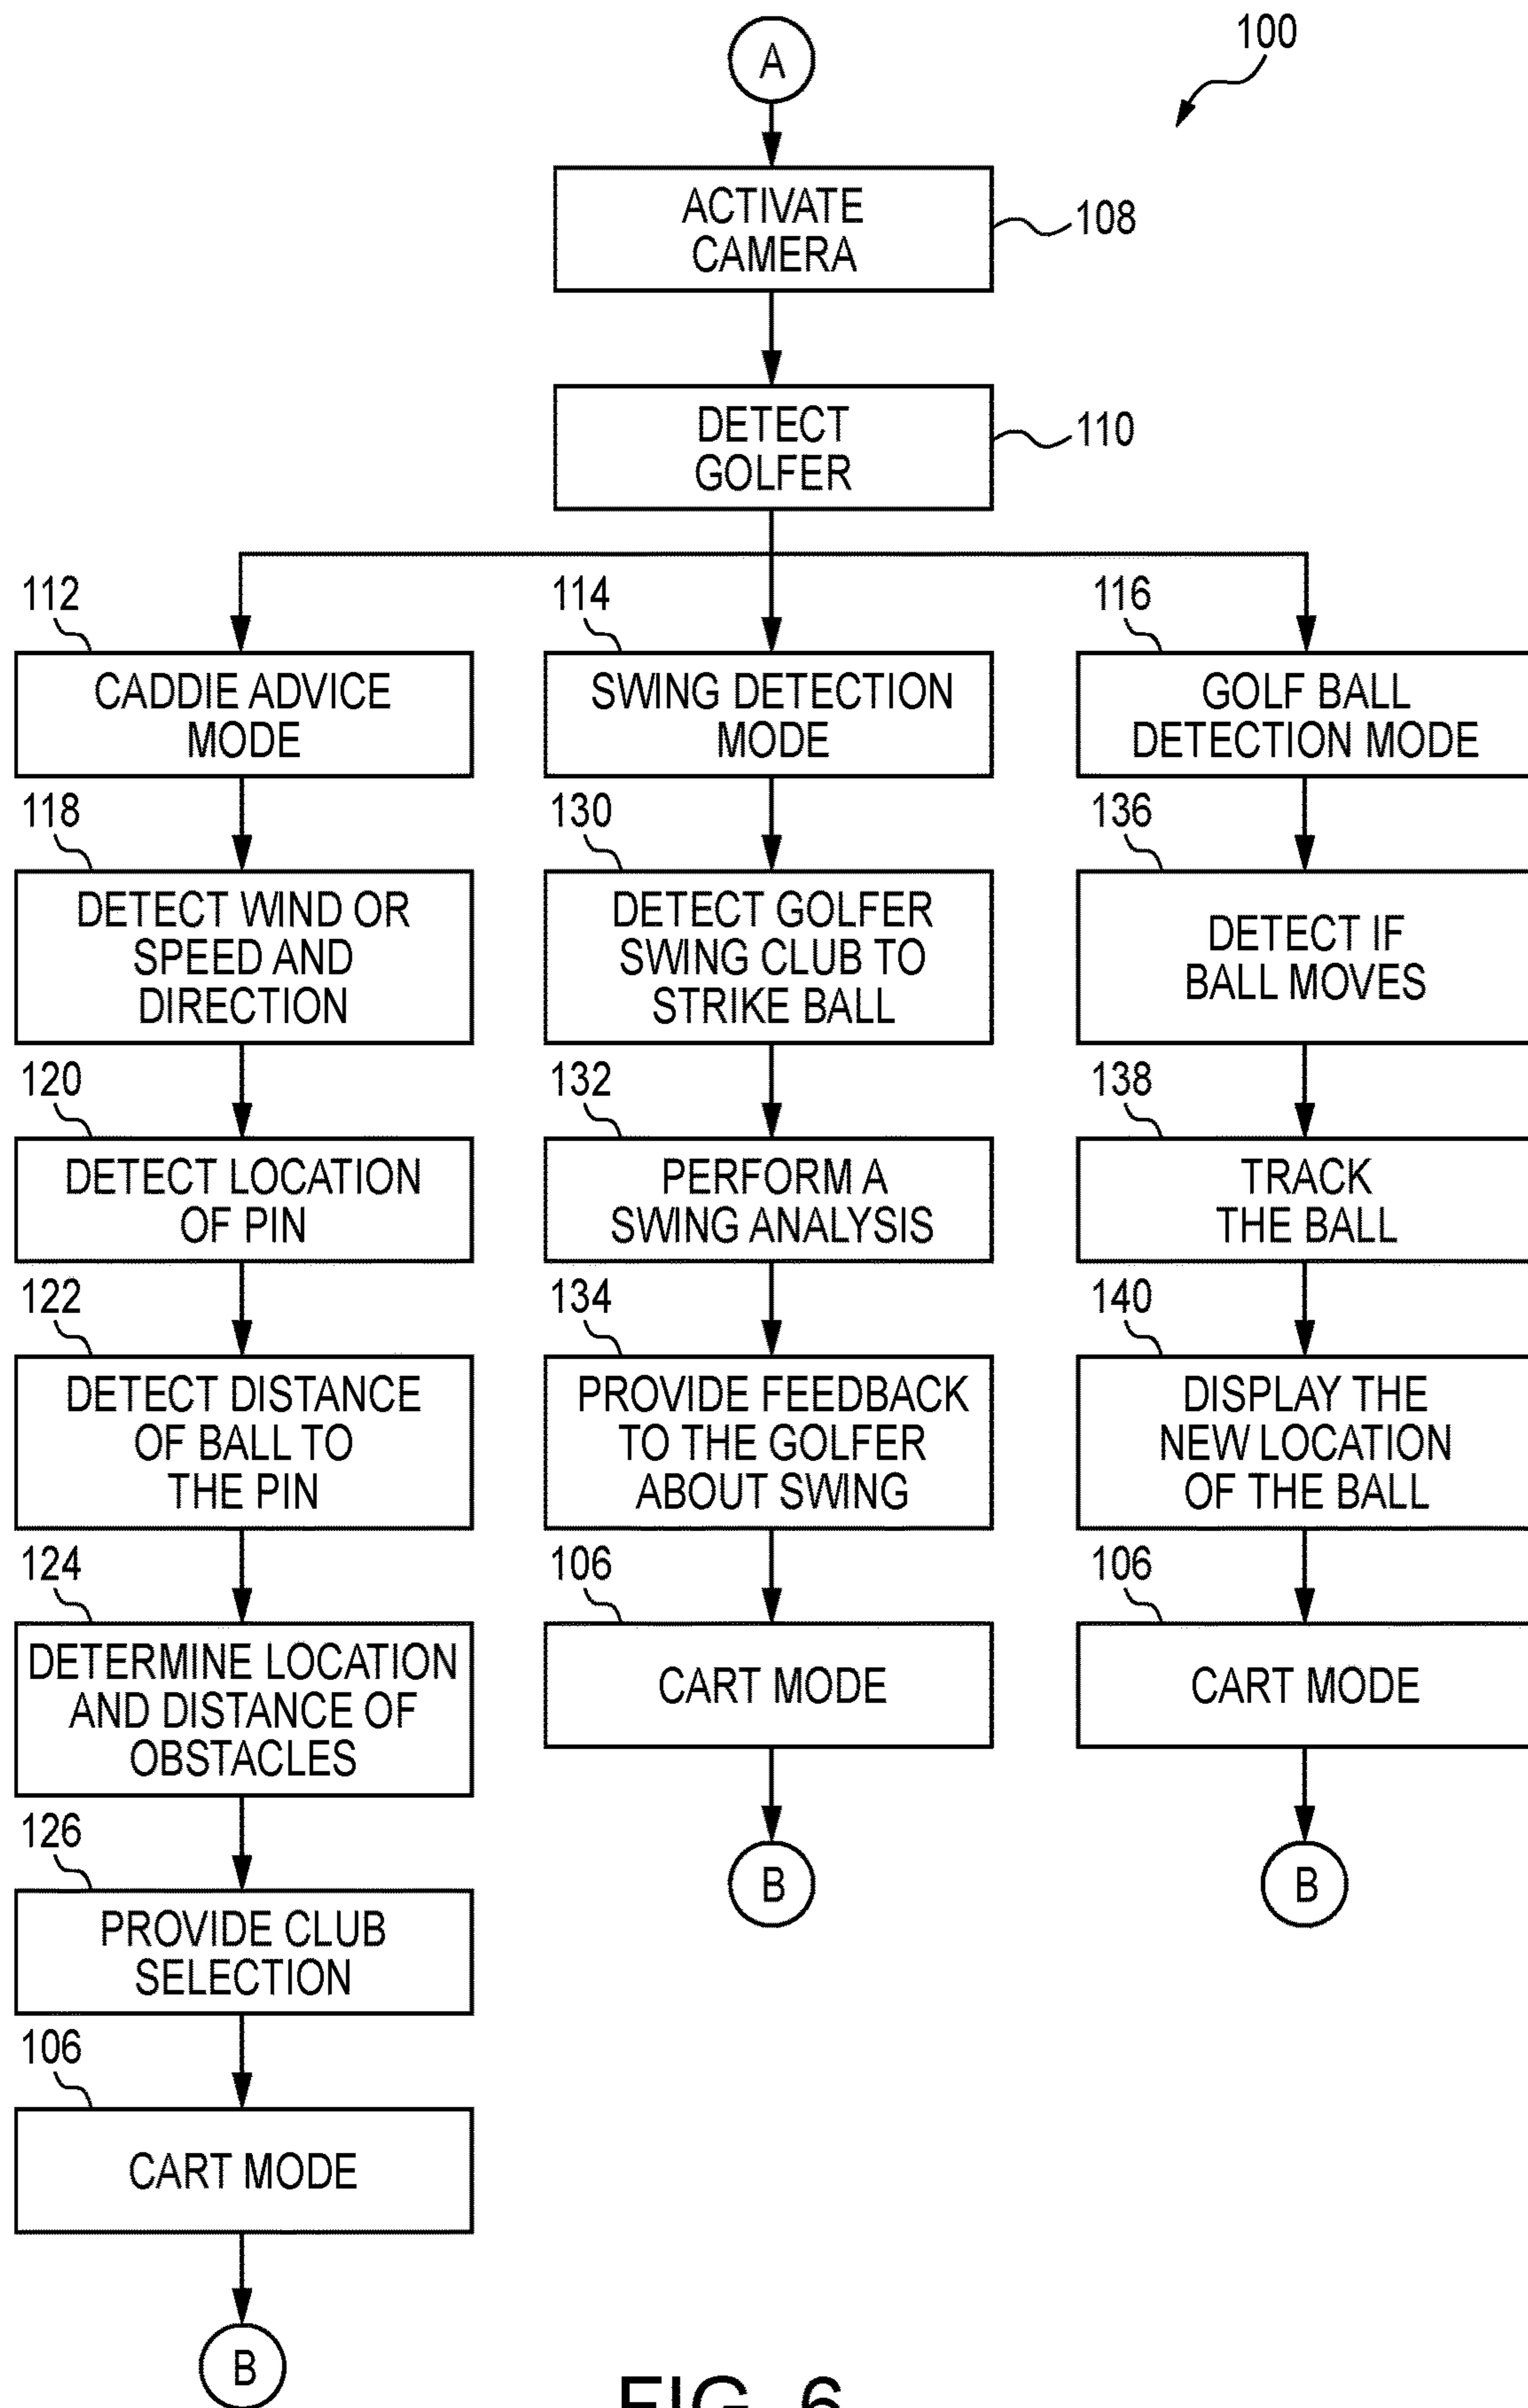 A
100
ACTIVATE
CAMERA
108
DETECT
GOLFER
110
112
CADDIE ADVICE
MODE
118
DETECT WIND OR
SPEED AND
DIRECTION
120
DETECT LOCATION
OF PIN
122
DETECT DISTANCE
OF BALL TO
THE PIN
124
DETERMINE LOCATION
AND DISTANCE OF
OBSTACLES
126
PROVIDE CLUB
SELECTION
106
CART MODE
B
114
SWING DETECTION
MODE
130
DETECT GOLFER
SWING CLUB TO
STRIKE BALL
132
PERFORM A
SWING ANALYSIS
134
PROVIDE FEEDBACK
TO THE GOLFER
ABOUT SWING
106
CART MODE
B
116
GOLF BALL
DETECTION MODE
136
DETECT IF
BALL MOVES
138
TRACK
THE BALL
140
DISPLAY THE
NEW LOCATION
OF THE BALL
106
CART MODE
B
FIG. 6